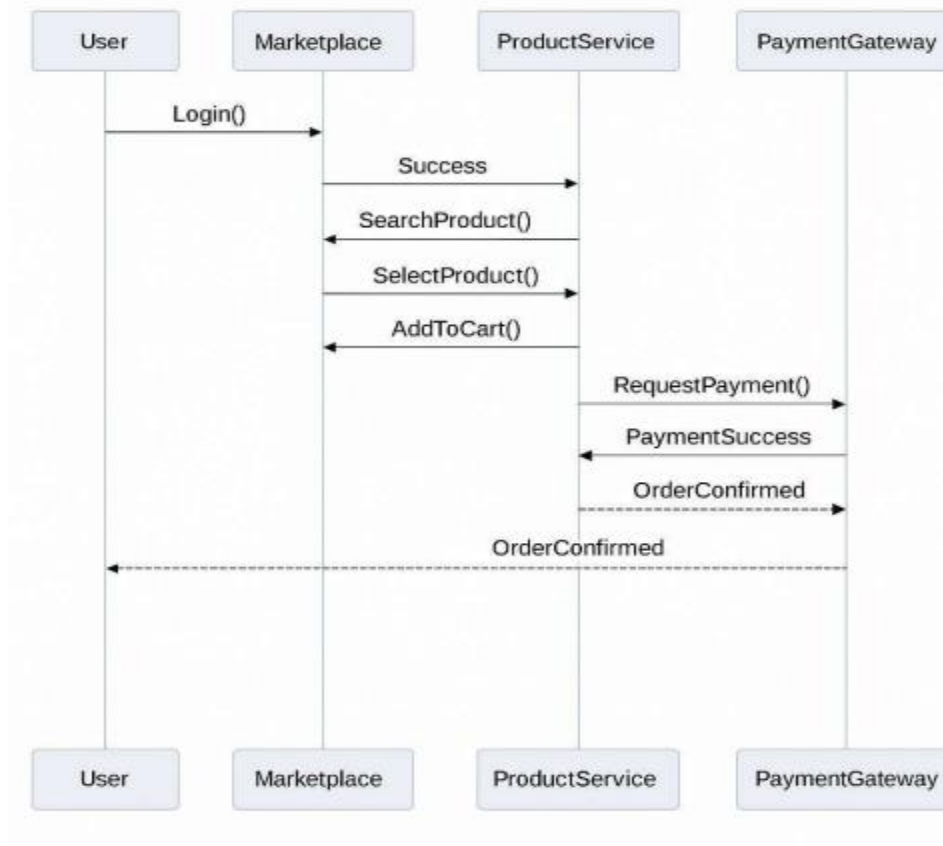 User
Marketplace
ProductService
PaymentGateway
Login()
Success
SearchProduct()
SelectProduct()
AddToCart()
RequestPayment()
PaymentSuccess
OrderConfirmed
OrderConfirmed
User
Marketplace
ProductService
PaymentGateway